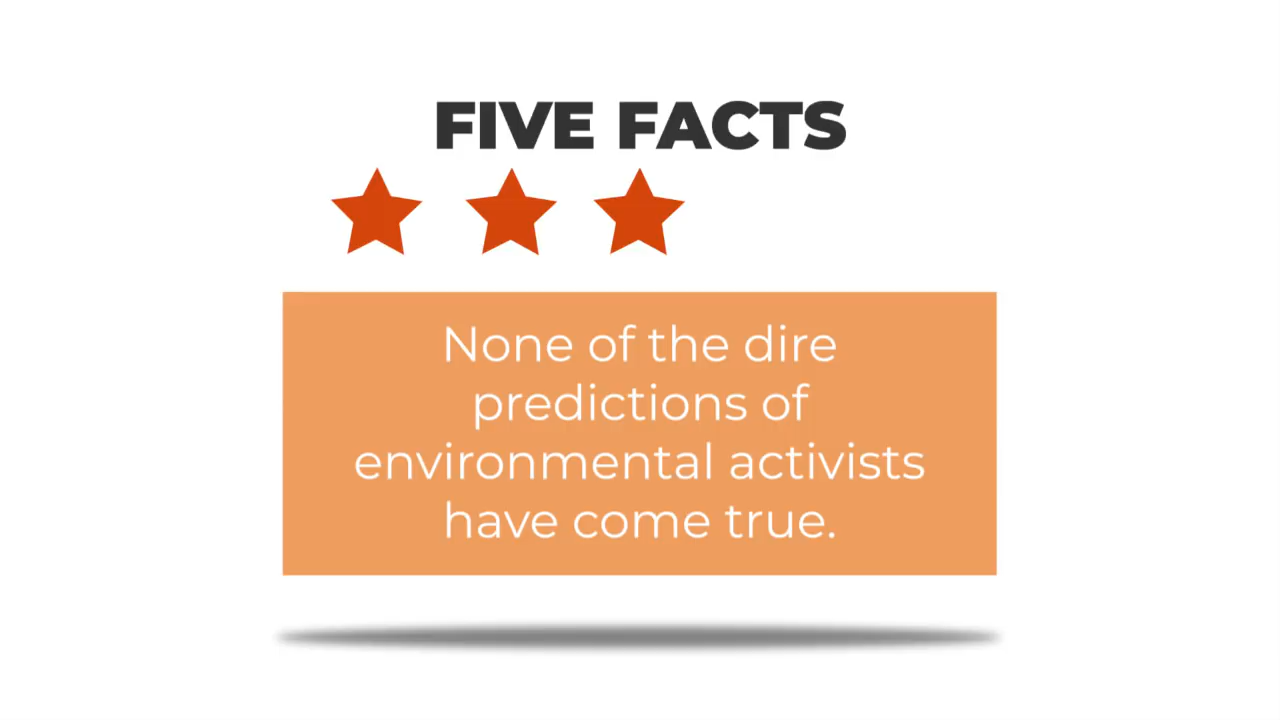 FIVE FACTS
None of the dire
predictions of
environmental activists
have come true.